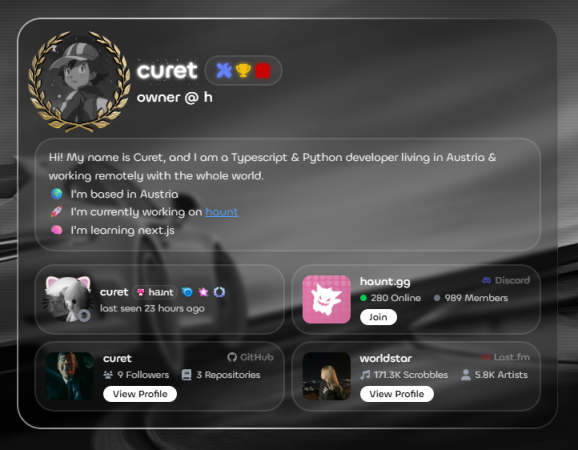 curet
owner @ h
Hi! My name is Curet, and I am a Typescript & Python developer living in Austria &
working remotely with the whole world.
I'm based in Austria
I'm currently working on haunt
I'm learning next.js
curet haunt
last seen 23 hours ago
haunt.gg Discord
280 Online 989 Members
Join
curet GitHub
9 Followers 3 Repositories
View Profile
worldstar Last.fm
171.3K Scrobbles 5.8K Artists
View Profile